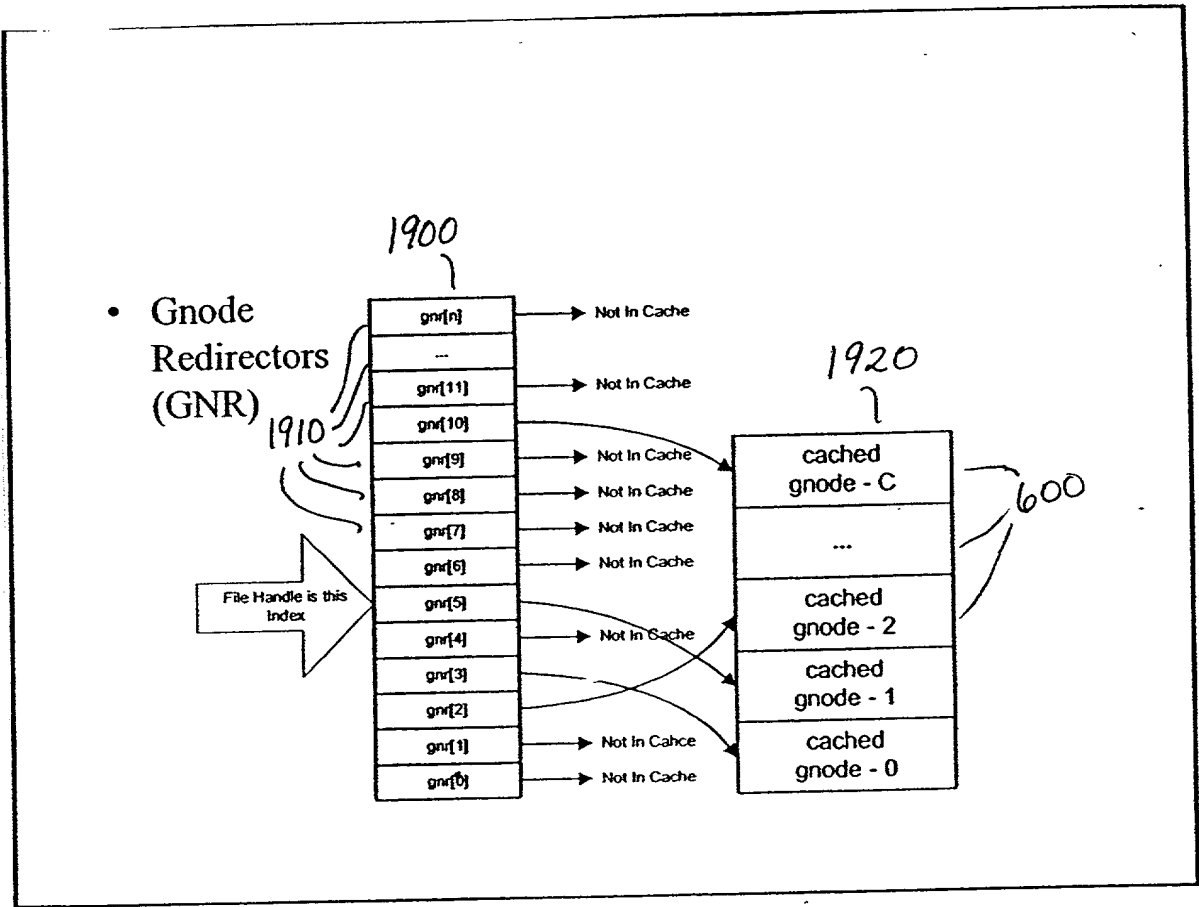 1900
• Gnode
Redirectors
(GNR)
1910
gnr[n]
...
gnr[11]
gnr[10]
gnr[9]
gnr[8]
gnr[7]
gnr[6]
gnr[5]
gnr[4]
gnr[3]
gnr[2]
gnr[1]
gnr[0]
File Handle is this
Index
Not In Cache
Not In Cache
Not In Cache
Not In Cache
Not In Cache
Not In Cache
Not In Cache
Not In Cahce
Not In Cache
1920
cached
gnode - C
...
cached
gnode - 2
cached
gnode - 1
cached
gnode - 0
600